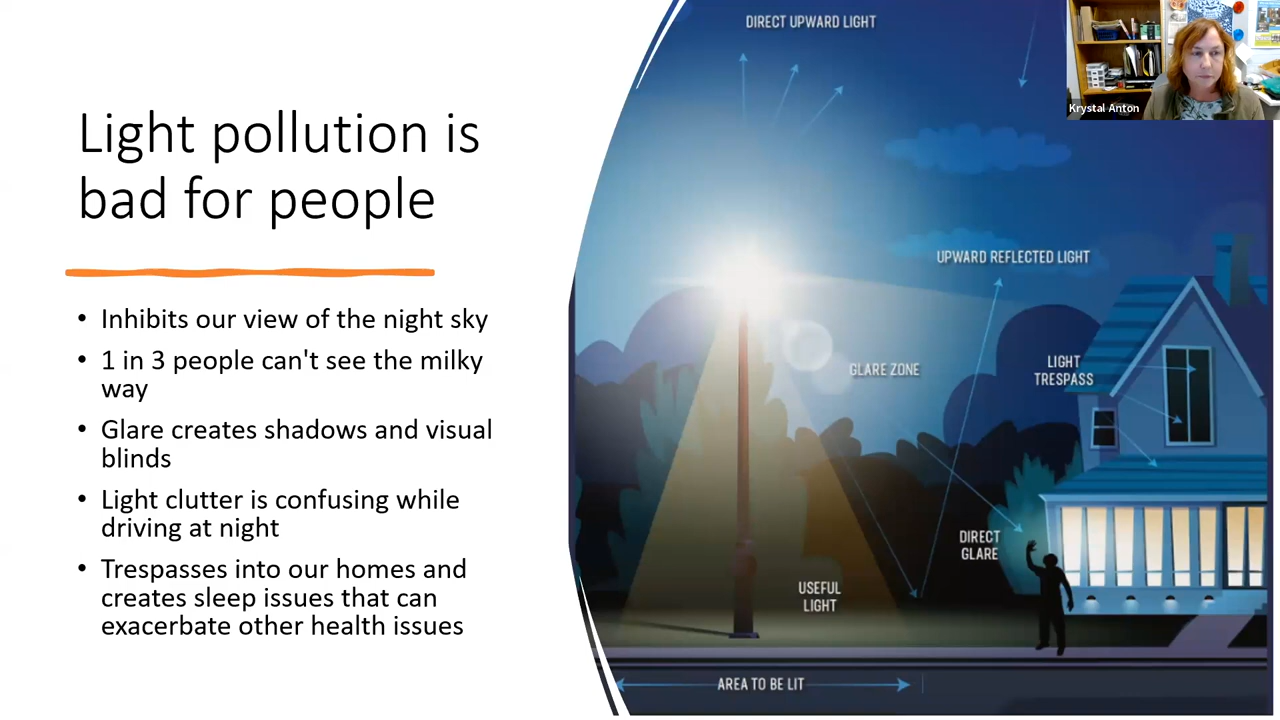 Light pollution is
bad for people
• Inhibits our view of the night sky
• 1 in 3 people can't see the milky
way
• Glare creates shadows and visual
blinds
• Light clutter is confusing while
driving at night
• Trespasses into our homes and
creates sleep issues that can
exacerbate other health issues
DIRECT UPWARD LIGHT
UPWARD REFLECTED LIGHT
GLARE ZONE
LIGHT
TRESPASS
DIRECT
GLARE
USEFUL
LIGHT
AREA TO BE LIT
Krystal Anton